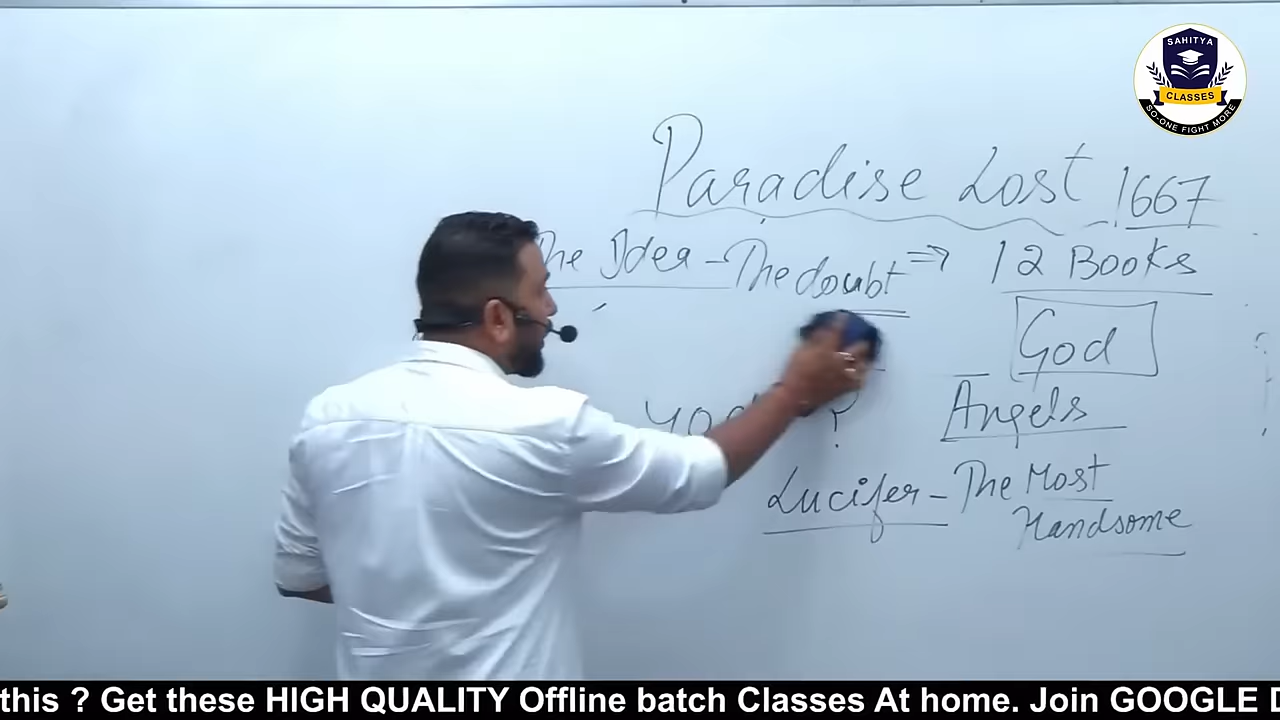 SAHITYA
CLASSES
SO-ONE FIGHT MORE
Paradise Lost 1667
The Idea - The doubt => 12 Books
God
Angels
?
Lucifer - The Most
Handsome
this ? Get these HIGH QUALITY Offline batch Classes At home. Join GOOGLE D